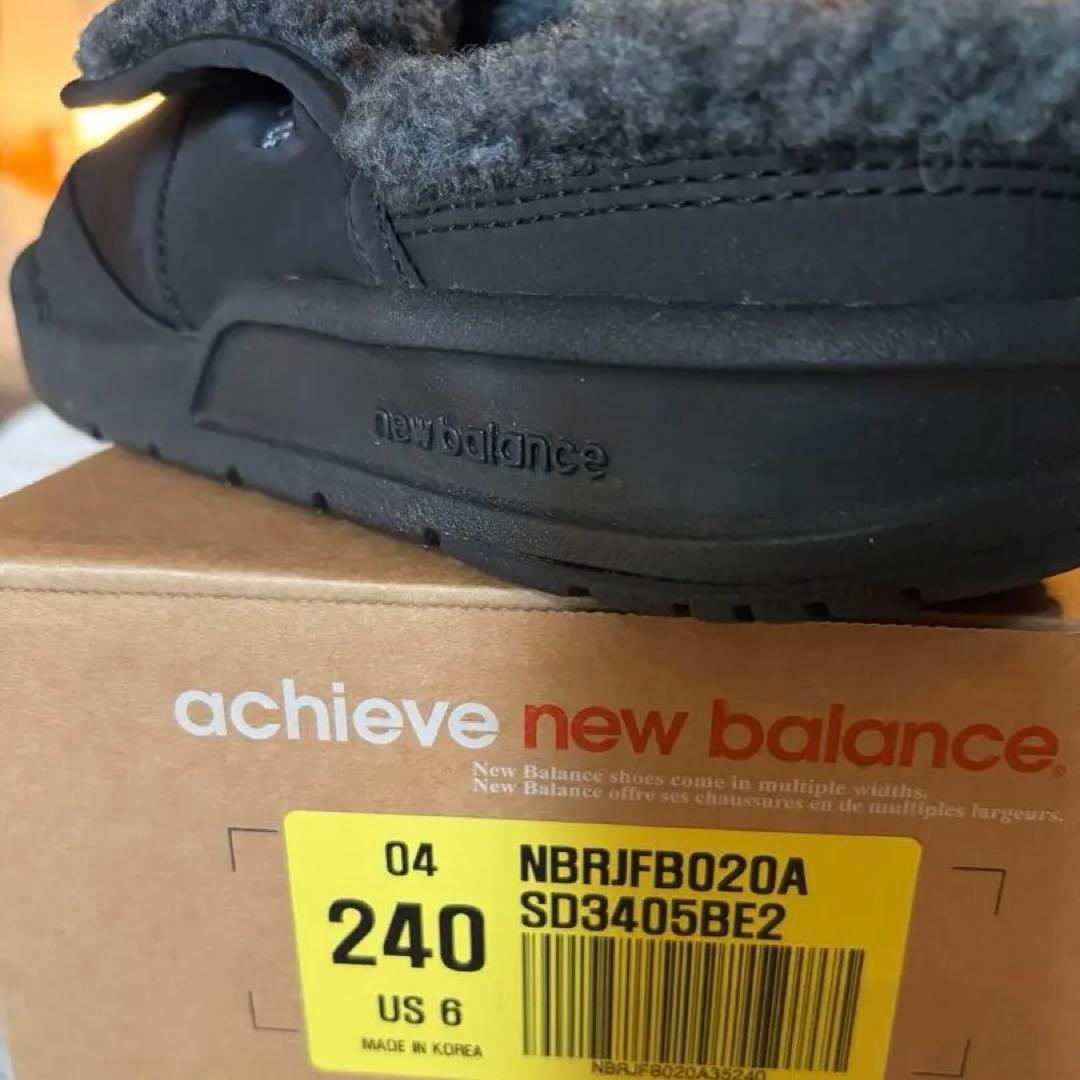 new balance
achieve new balance®
New Balance shoes come in multiple widths.
New Balance offre ses chaussures en de multiples largeurs.
04
240
US 6
MADE IN KOREA
NBRJFB020A
SD3405BE2
NBRJFB020A35240